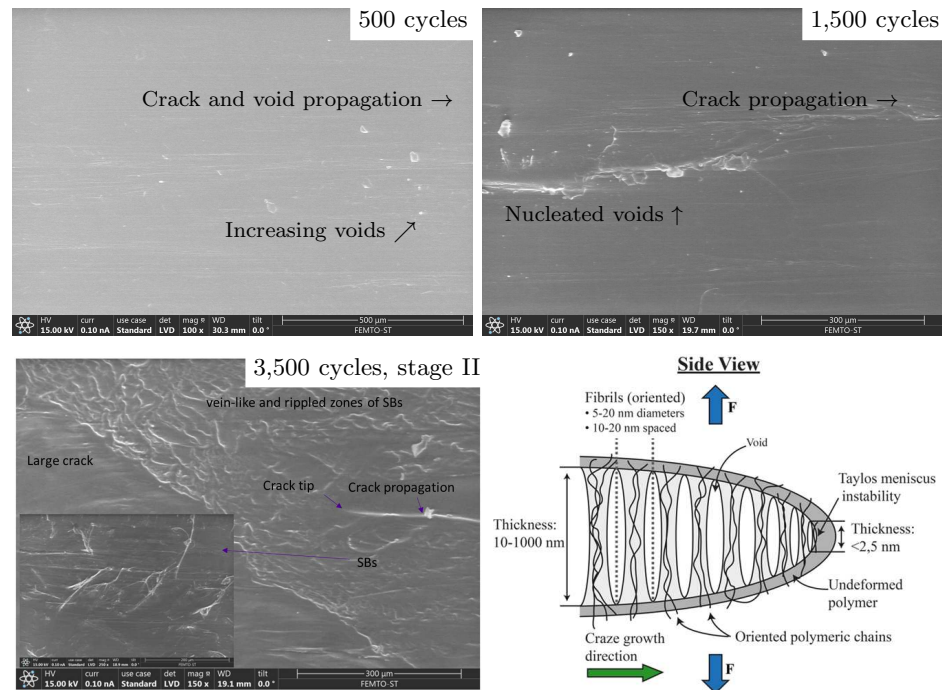 500 cycles
Crack and void propagation →
Increasing voids ↗
HV curr use case det mag WD tilt
15.00 kV 0.10 nA Standard LVD 100 x 30.3 mm 0.0 °
500 µm
FEMTO-ST
1,500 cycles
Crack propagation →
Nucleated voids ↑
HV curr use case det mag WD tilt
15.00 kV 0.10 nA Standard LVD 150 x 19.7 mm 0.0 °
300 µm
FEMTO-ST
3,500 cycles, stage II
vein-like and rippled zones of SBs
Large crack
Crack tip
Crack propagation
SBs
HV curr use case det mag WD tilt
15.00 kV 0.10 nA Standard LVD 150 x 19.1 mm 0.0 °
300 µm
FEMTO-ST
Side View
Fibrils (oriented)
• 5-20 nm diameters
• 10-20 nm spaced
F
Void
Taylos meniscus
instability
Thickness:
10-1000 nm
Thickness:
<2,5 nm
Undeformed
polymer
Craze growth
direction
Oriented polymeric chains
F